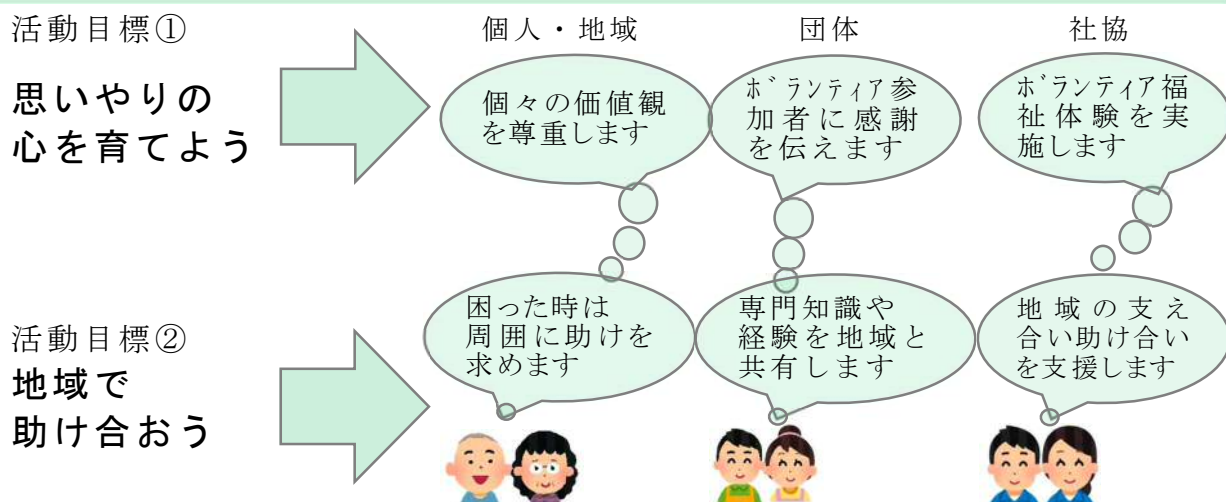 活動目標①
思いやりの
心を育てよう
個人・地域
個々の価値観
を尊重します
団体
ボランティア参
加者に感謝
を伝えます
社協
ボランティア福
祉体験を実
施します
活動目標②
地域で
助け合おう
困った時は
周囲に助けを
求めます
専門知識や
経験を地域と
共有します
地域の支え
合い助け合い
を支援します